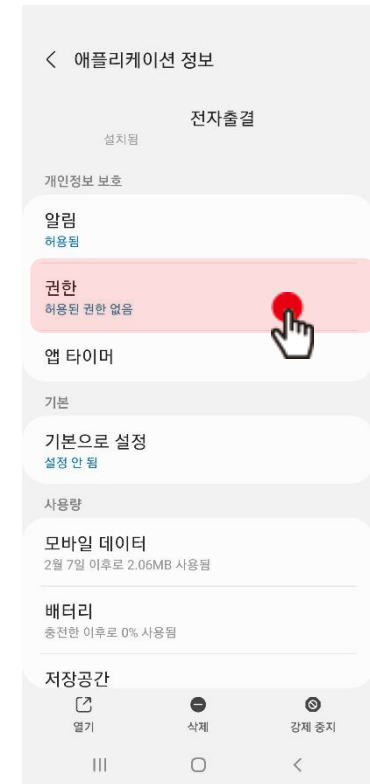 애플리케이션 정보
전자출결
설치됨
개인정보 보호
알림
허용됨
권한
허용된 권한 없음
앱 타이머
기본
기본으로 설정
설정 안 됨
사용량
모바일 데이터
2월 7일 이후로 2.06MB 사용됨
배터리
충전한 이후로 0% 사용됨
저장공간
열기 삭제 강제 중지